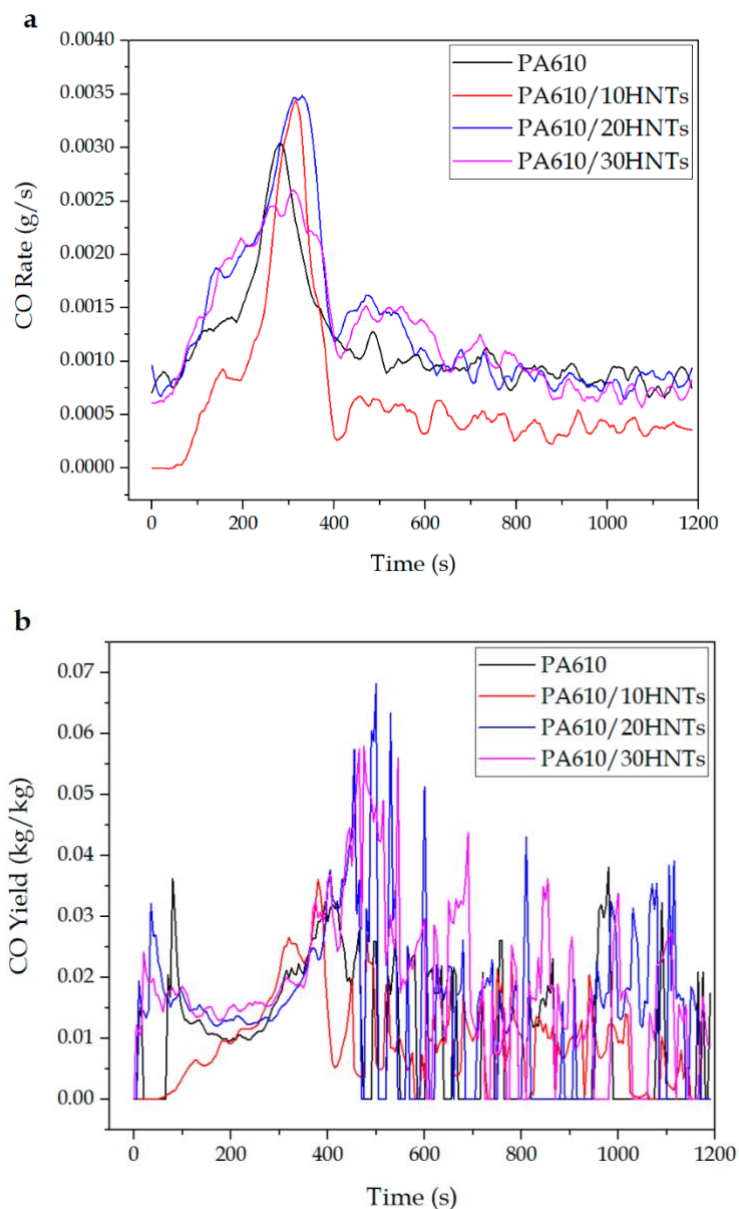 a
0.0040
0.0035
0.0030
0.0025
0.0020
0.0015
0.0010
0.0005
0.0000
CO Rate (g/s)
PA610
PA610/10HNTs
PA610/20HNTs
PA610/30HNTs
0 200 400 600 800 1000 1200
Time (s)
b
0.07
0.06
0.05
0.04
0.03
0.02
0.01
0.00
CO Yield (kg/kg)
PA610
PA610/10HNTs
PA610/20HNTs
PA610/30HNTs
0 200 400 600 800 1000 1200
Time (s)